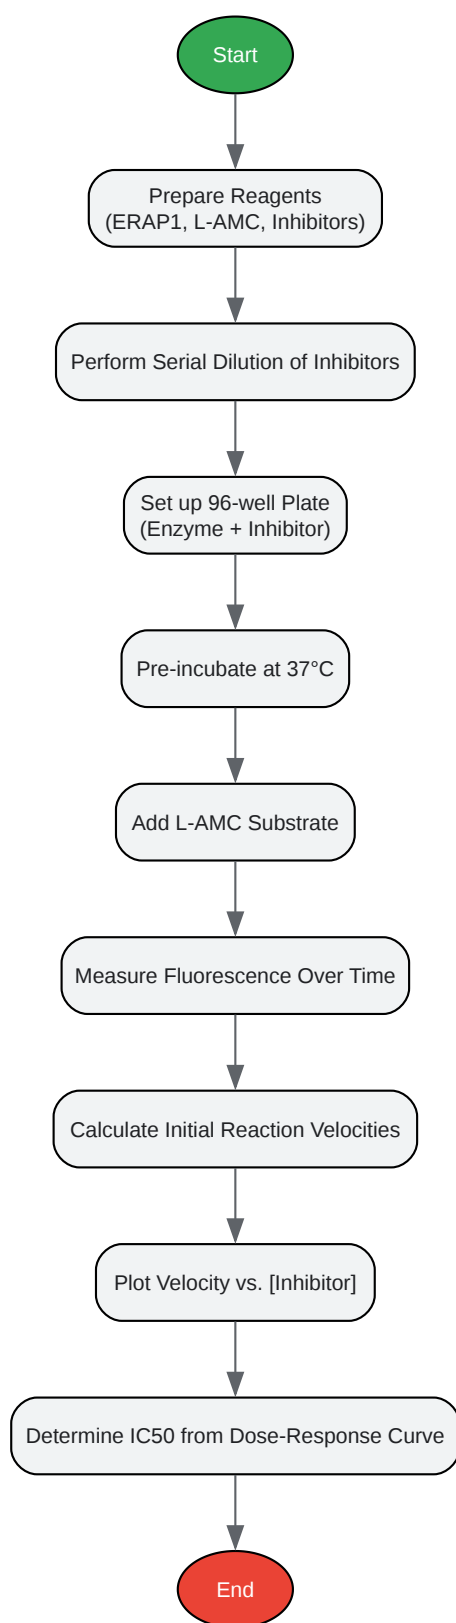 Start
Prepare Reagents
(ERAP1, L-AMC, Inhibitors)
Perform Serial Dilution of Inhibitors
Set up 96-well Plate
(Enzyme + Inhibitor)
Pre-incubate at 37°C
Add L-AMC Substrate
Measure Fluorescence Over Time
Calculate Initial Reaction Velocities
Plot Velocity vs. [Inhibitor]
Determine IC50 from Dose-Response Curve
End